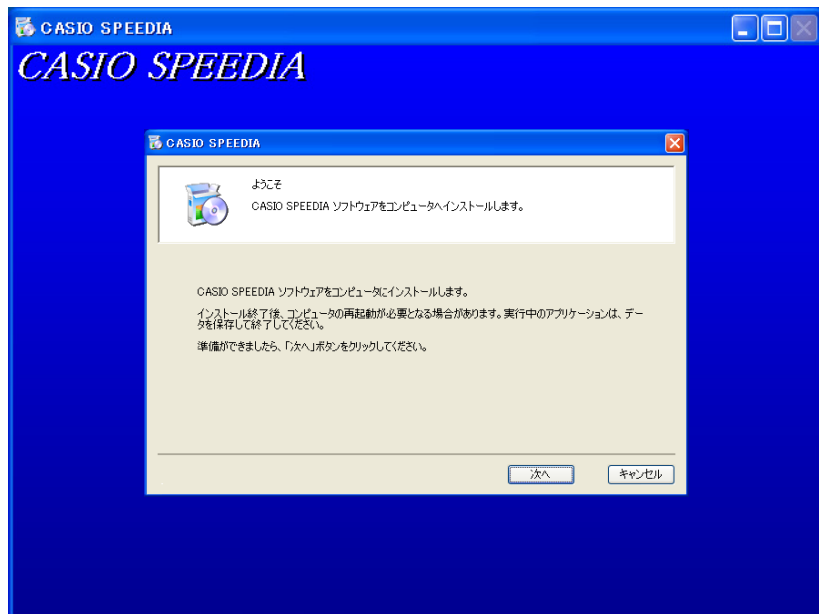 CASIO SPEEDIA
CASIO SPEEDIA
CASIO SPEEDIA
ようこそ
CASIO SPEEDIA ソフトウェアをコンピュータへインストールします。
CASIO SPEEDIA ソフトウェアをコンピュータにインストールします。
インストール終了後、コンピュータの再起動が必要となる場合があります。実行中のアプリケーションは、デー
タを保存して終了してください。
準備ができましたら、「次へ」ボタンをクリックしてください。
次へ
キャンセル